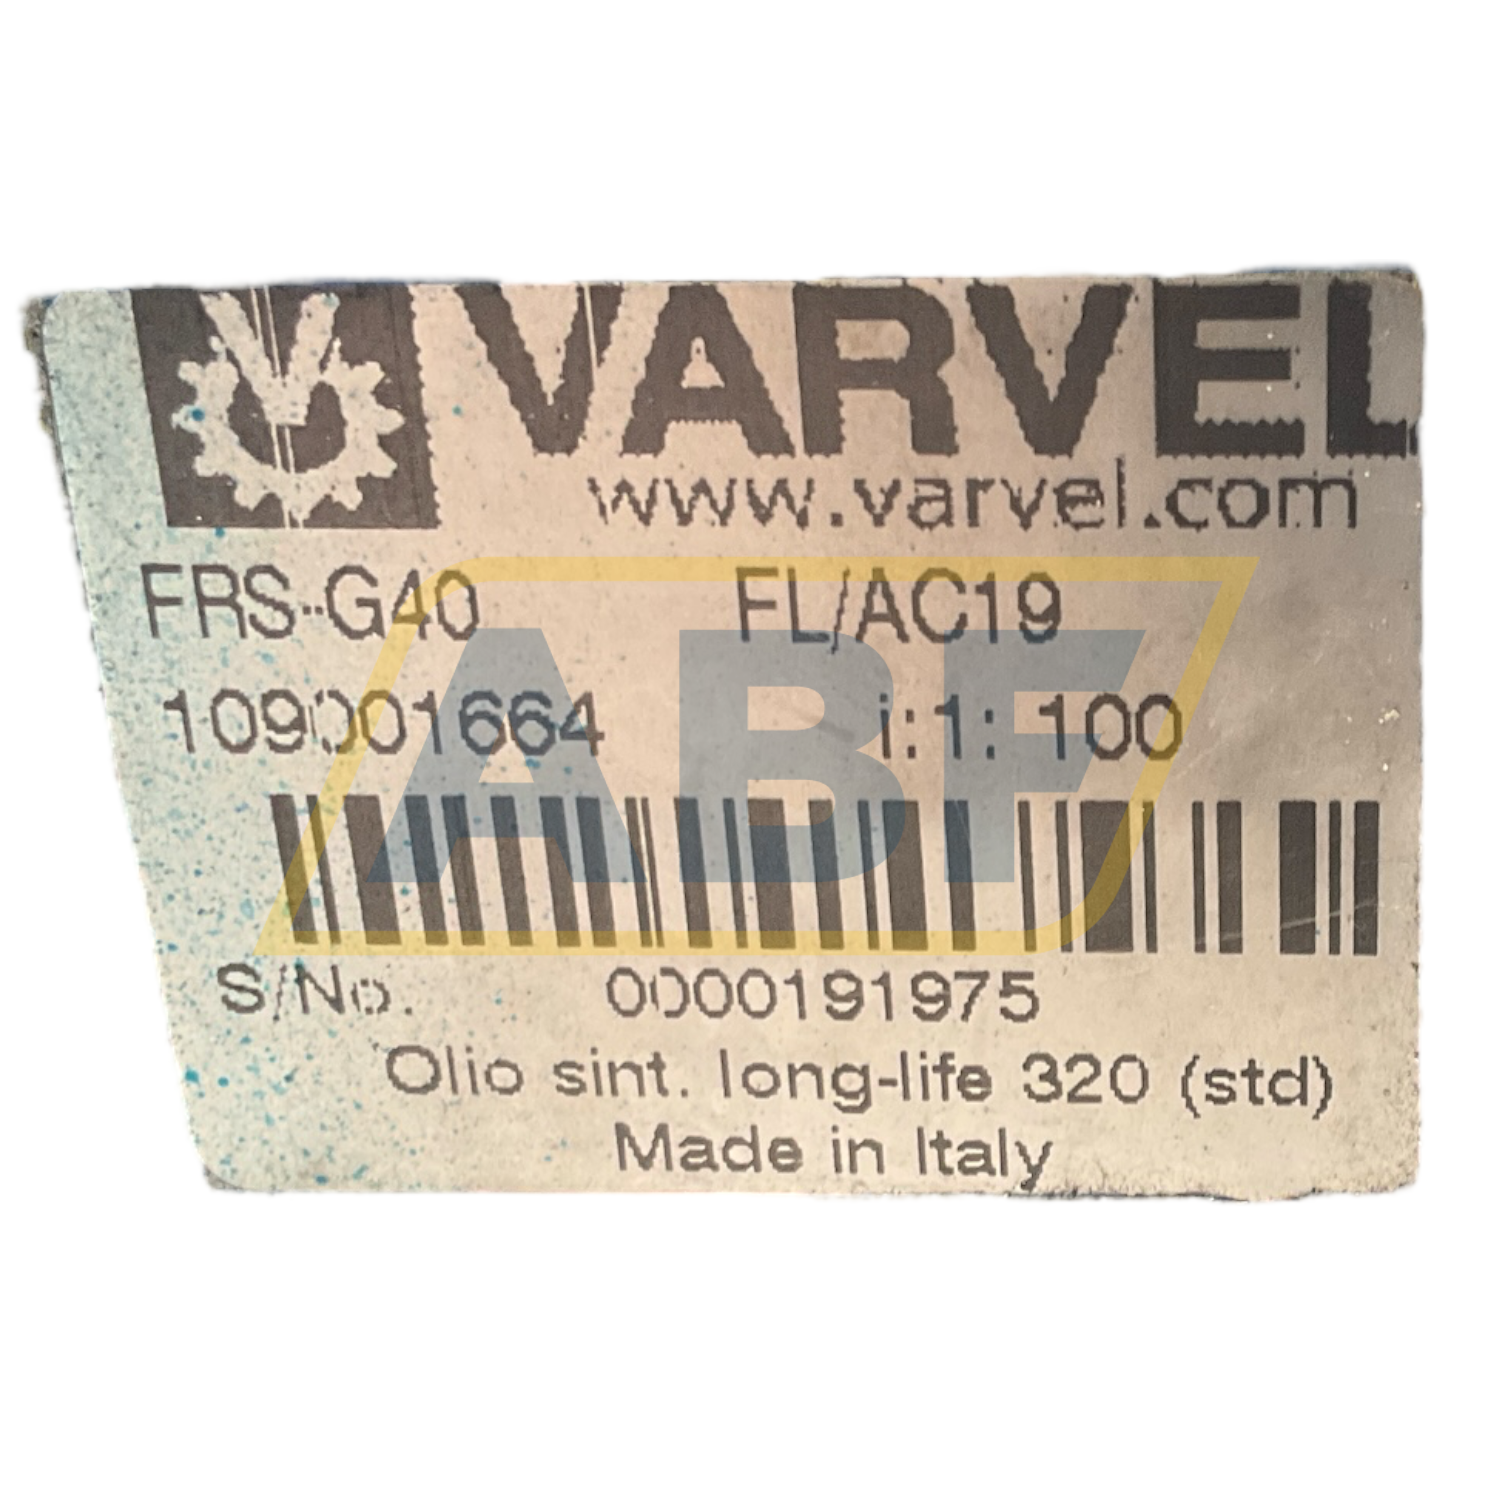 VARVEL
www.varvel.com
FRS-G40 FL/AC19
109001664 i:1: 100
ABF
S/No. 0000191975
Olio sint. long-life 320 (std)
Made in Italy